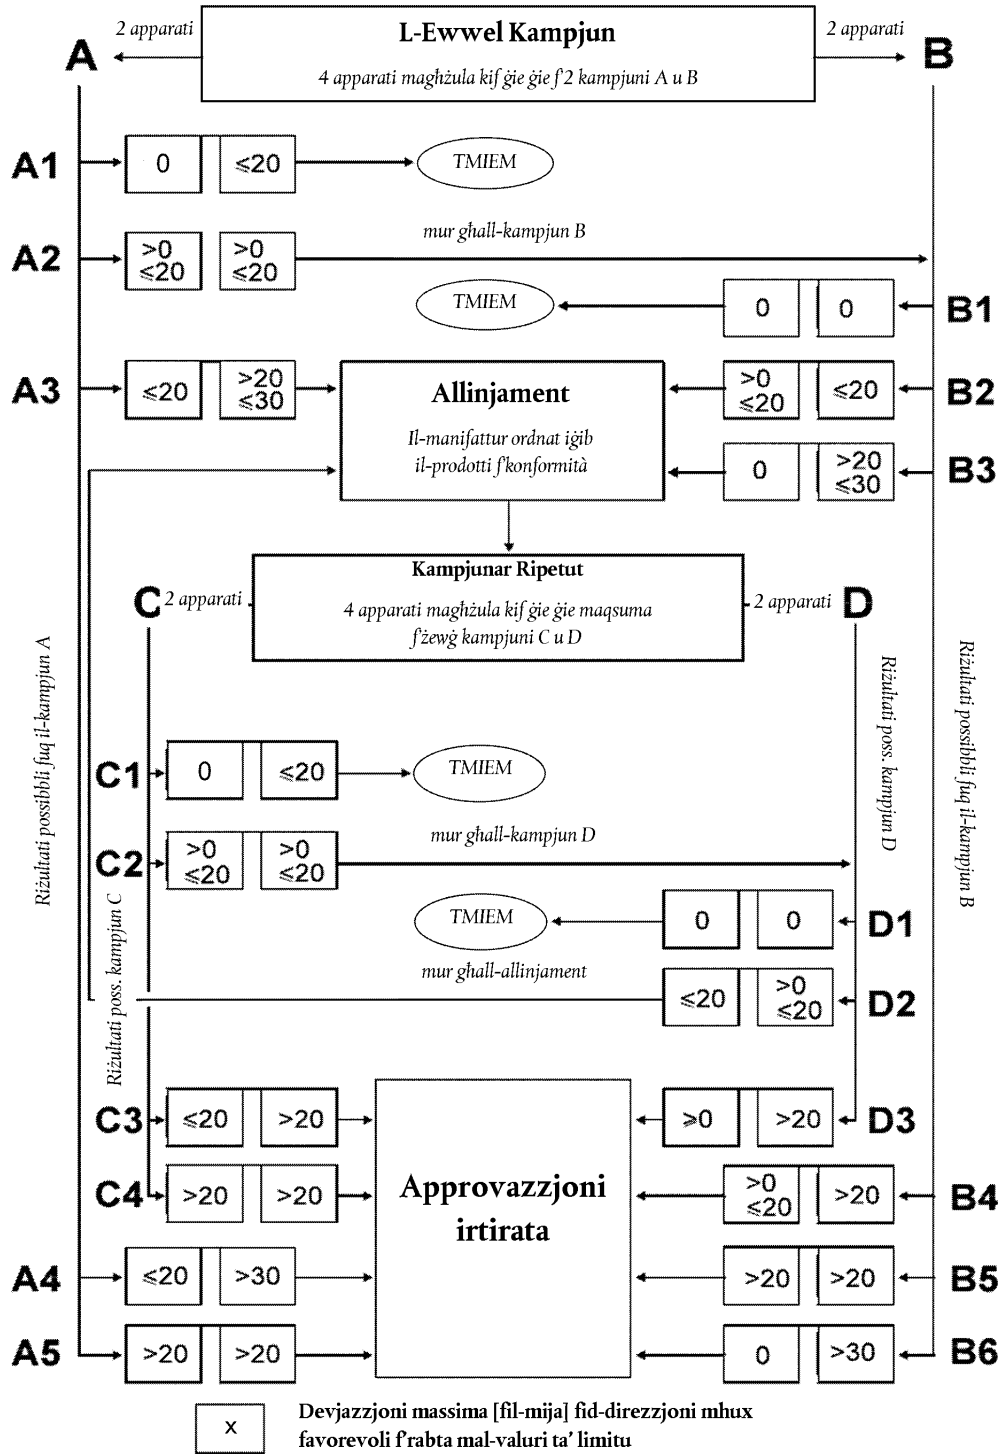 L-Ewwel Kampjun
2 apparati
2 apparati
A
B
4 apparati magħżula kif ġie ġie f'2 kampjuni A u B
A1
0
≤20
TMIEM
A2
>0
≤20
>0
≤20
mur għall-kampjun B
TMIEM
0
0
B1
A3
≤20
>20
≤30
Allinjament
Il-manifattur ordnat iġib
il-prodotti f'konformità
>0
≤20
≤20
B2
0
>20
≤30
B3
Kampjunar Ripetut
C
2 apparati
4 apparati magħżula kif ġie ġie maqsuma
f'żewġ kampjuni C u D
2 apparati
D
Riżultati possibbli fuq il-kampjun A
Riżultati poss. kampjun D
Riżultati possibbli fuq il-kampjun B
C1
0
≤20
TMIEM
C2
>0
≤20
>0
≤20
mur għall-kampjun D
Riżultati poss. kampjun C
TMIEM
0
0
D1
mur għall-allinjament
≤20
>0
≤20
D2
C3
≤20
>20
≥0
>20
D3
Approvazzjoni
irtirata
C4
>20
>20
>0
≤20
>20
B4
A4
≤20
>30
>20
>20
B5
A5
>20
>20
0
>30
B6
x
Devjazzjoni massima [fil-mija] fid-direzzjoni mhux
favorevoli f'rabta mal-valuri ta' limitu